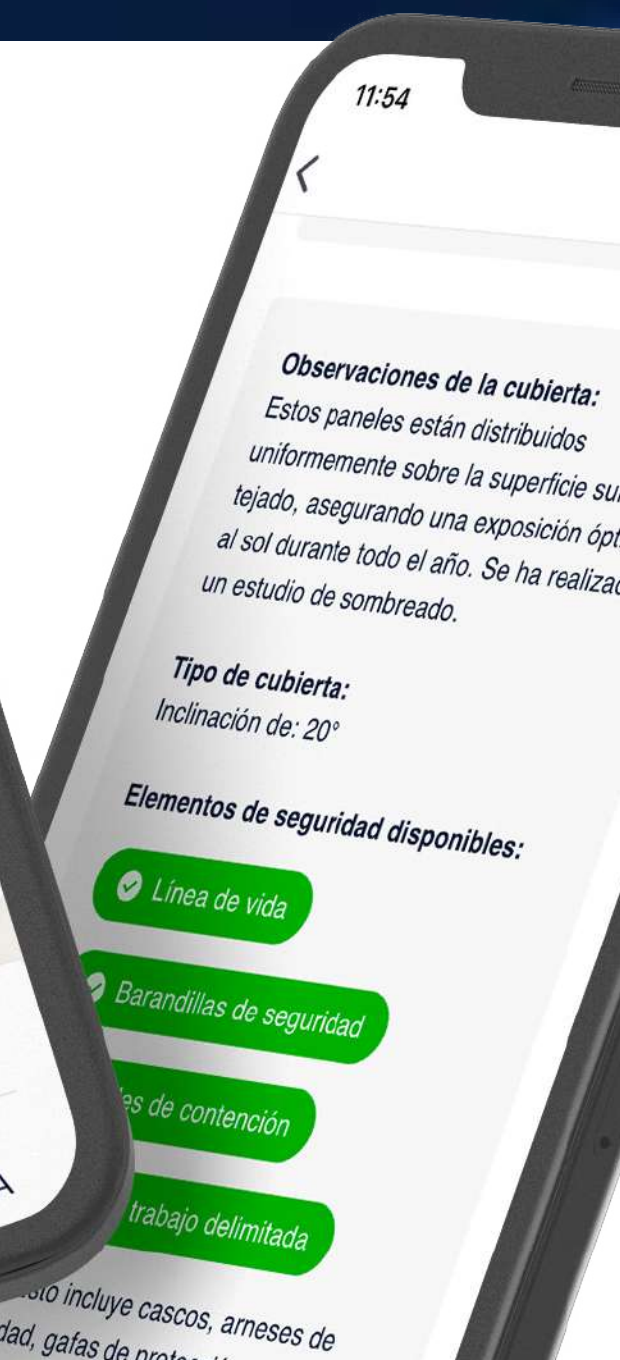 11:54
Observaciones de la cubierta:
Estos paneles están distribuidos
uniformemente sobre la superficie
tejado, asegurando una exposición
al sol durante todo el año. Se ha
un estudio de sombreado.
Tipo de cubierta:
Inclinación de: 20°
Elementos de seguridad disponibles:
Línea de vida
Barandillas de seguridad
de contención
trabajo delimitada
incluye cascos, arneses de
gafas de